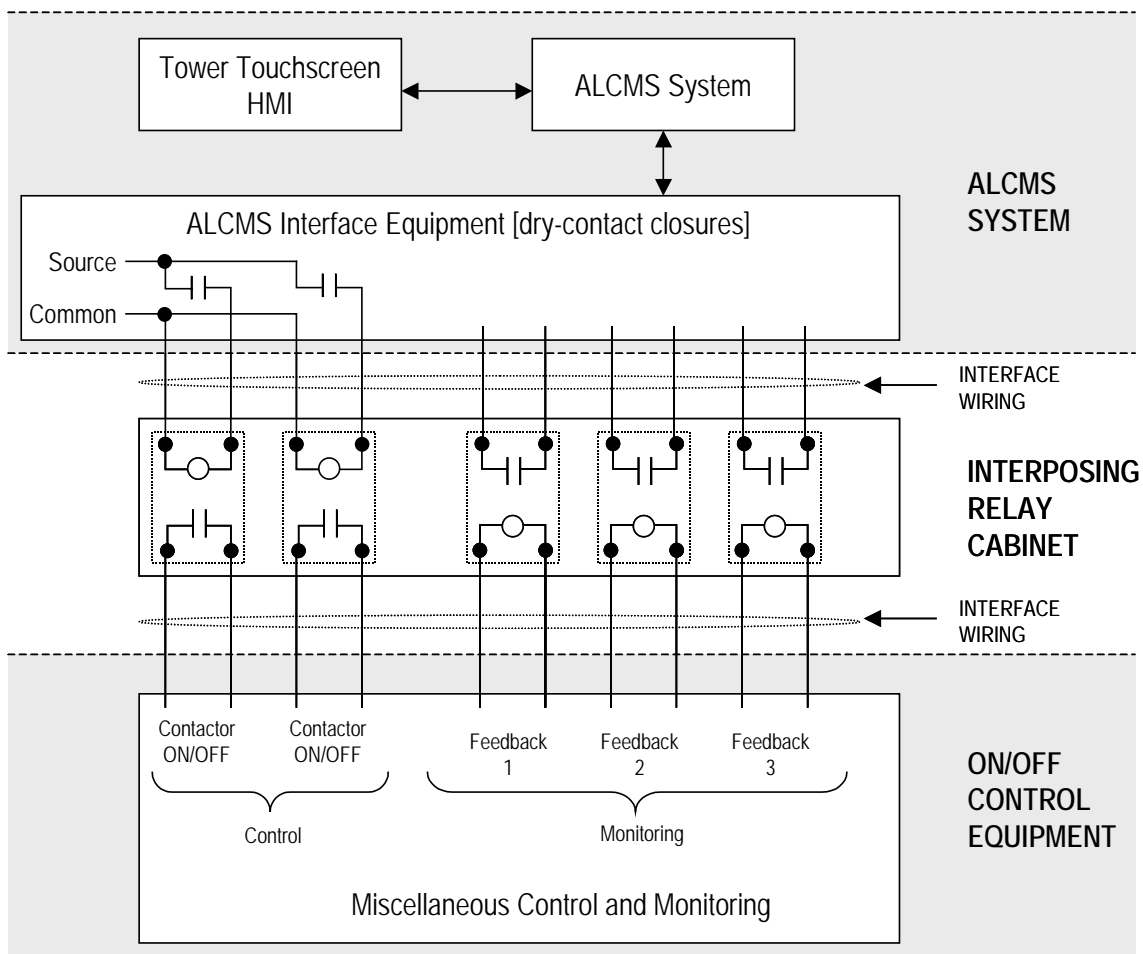 Tower Touchscreen
HMI
ALCMS System
ALCMS
SYSTEM
ALCMS Interface Equipment [dry-contact closures]
Source
Common
INTERFACE
WIRING
INTERPOSING
RELAY
CABINET
INTERFACE
WIRING
Contactor
ON/OFF
Contactor
ON/OFF
Feedback
1
Feedback
2
Feedback
3
Control
Monitoring
ON/OFF
CONTROL
EQUIPMENT
Miscellaneous Control and Monitoring